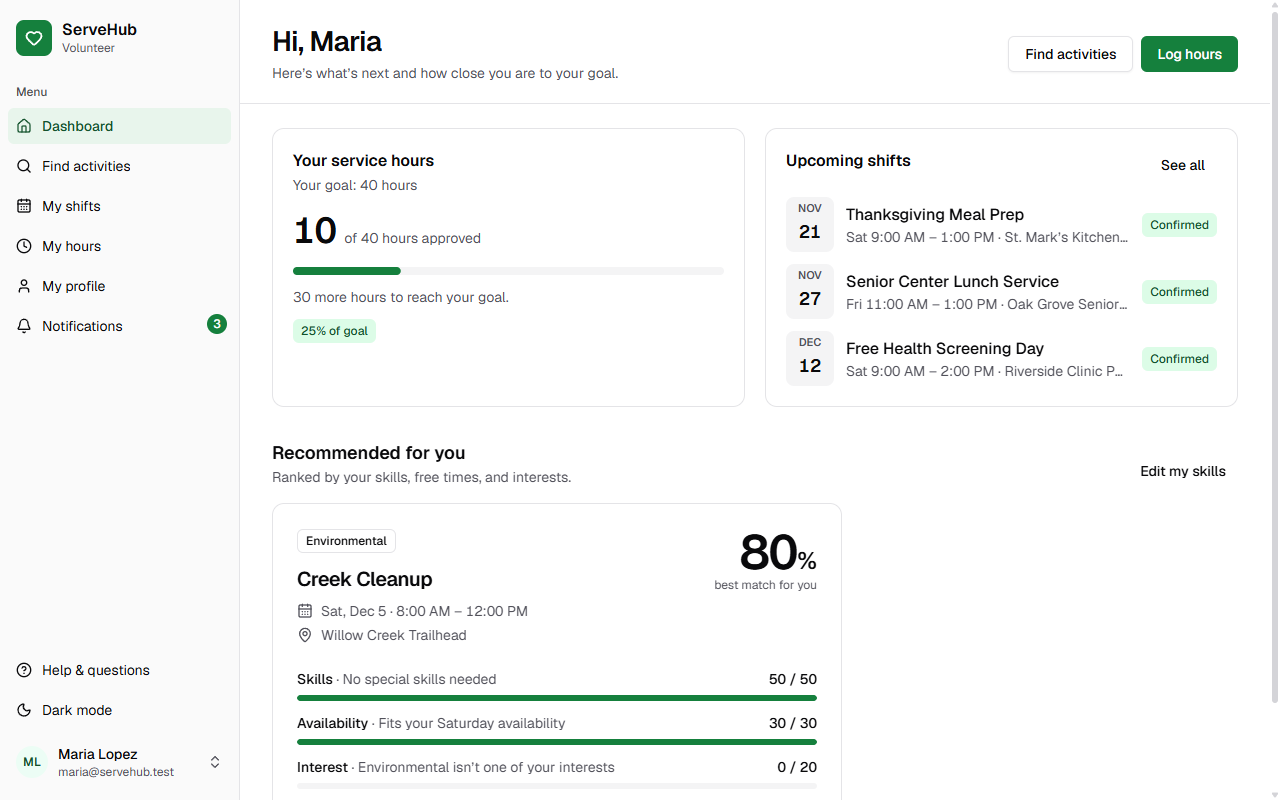 ServeHub
Volunteer
Menu
Dashboard
Find activities
My shifts
My hours
My profile
Notifications
3
Help & questions
Dark mode
ML
Maria Lopez
maria@servehub.test
Hi, Maria
Here's what's next and how close you are to your goal.
Find activities
Log hours
Your service hours
Your goal: 40 hours
10 of 40 hours approved
30 more hours to reach your goal.
25% of goal
Upcoming shifts
See all
NOV
21
Thanksgiving Meal Prep
Sat 9:00 AM – 1:00 PM · St. Mark's Kitchen...
Confirmed
NOV
27
Senior Center Lunch Service
Fri 11:00 AM – 1:00 PM · Oak Grove Senior...
Confirmed
DEC
12
Free Health Screening Day
Sat 9:00 AM – 2:00 PM · Riverside Clinic P...
Confirmed
Recommended for you
Ranked by your skills, free times, and interests.
Edit my skills
Environmental
80%
best match for you
Creek Cleanup
Sat, Dec 5 · 8:00 AM – 12:00 PM
Willow Creek Trailhead
Skills · No special skills needed 50 / 50
Availability · Fits your Saturday availability 30 / 30
Interest · Environmental isn't one of your interests 0 / 20